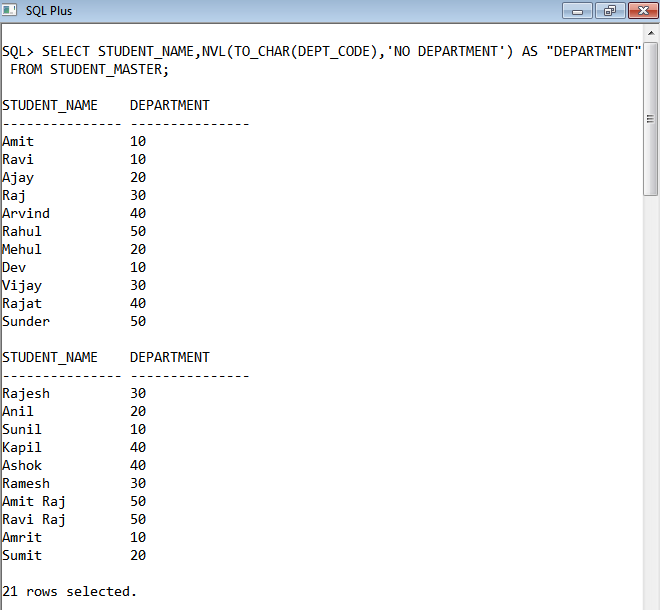 SQL Plus
SQL> SELECT STUDENT_NAME,NVL(TO_CHAR(DEPT_CODE),'NO DEPARTMENT') AS "DEPARTMENT"
FROM STUDENT_MASTER;
STUDENT_NAME    DEPARTMENT
--------------- ---------------
Amit            10
Ravi            10
Ajay            20
Raj             30
Arvind          40
Rahul           50
Mehul           20
Dev             10
Vijay           30
Rajat           40
Sunder          50
STUDENT_NAME    DEPARTMENT
--------------- ---------------
Rajesh          30
Anil            20
Sunil           10
Kapil           40
Ashok           40
Ramesh          30
Amit Raj        50
Ravi Raj        50
Amrit           10
Sumit           20
21 rows selected.